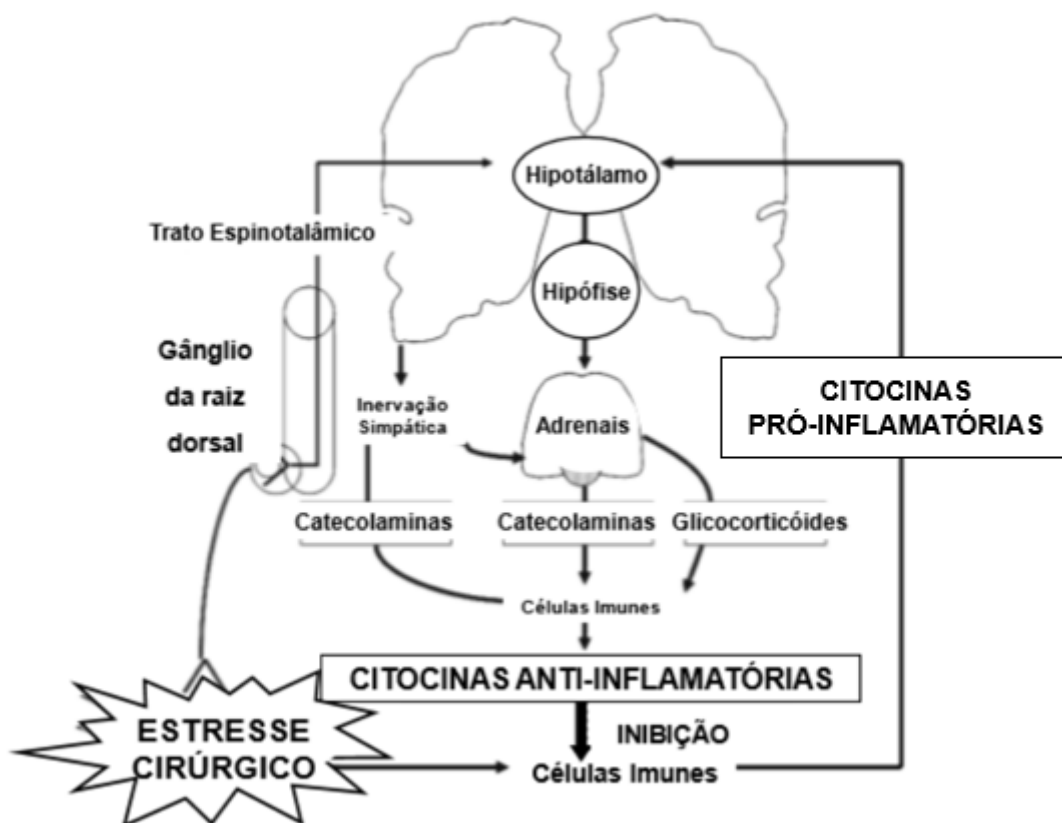 Hipotálamo
Trato Espinotalâmico
Hipófise
Gânglio
da raiz
dorsal
CITOCINAS
PRÓ-INFLAMATÓRIAS
Inervação
Simpática
Adrenais
Catecolaminas
Catecolaminas
Glicocorticóides
Células Imunes
CITOCINAS ANTI-INFLAMATÓRIAS
ESTRESSE
CIRÚRGICO
INIBIÇÃO
Células Imunes